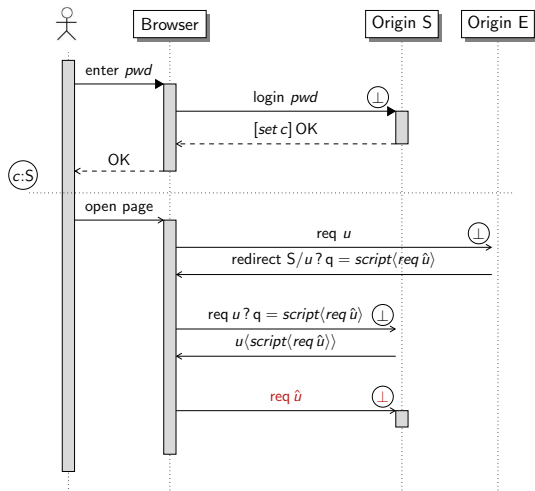 Browser
Origin S
Origin E
enter pwd
login pwd
⊥
[set c] OK
OK
c:S
open page
req u
⊥
redirect S/u ? q = script⟨req û⟩
req u ? q = script⟨req û⟩
⊥
u⟨script⟨req û⟩⟩
req û
⊥